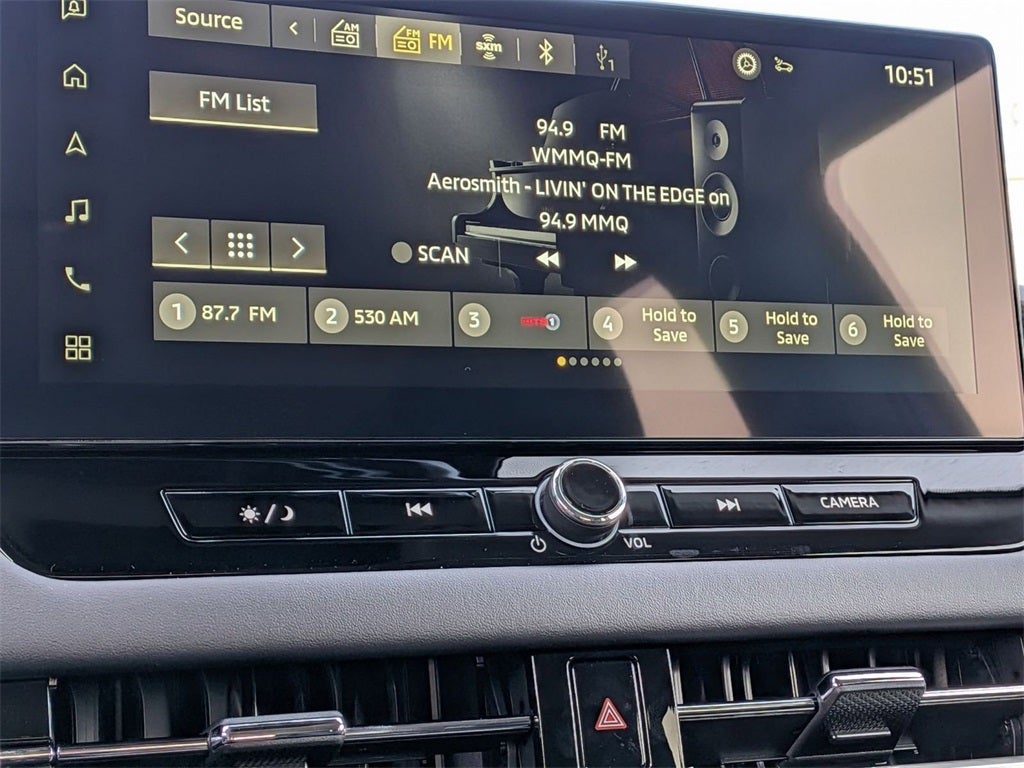 Source
AM
FM FM
sxm
1
10:51
FM List
94.9 FM
WMMQ-FM
Aerosmith - LIVIN' ON THE EDGE on
94.9 MMQ
SCAN
1 87.7 FM
2 530 AM
3 HITS 1
4 Hold to
Save
5 Hold to
Save
6 Hold to
Save
VOL
CAMERA